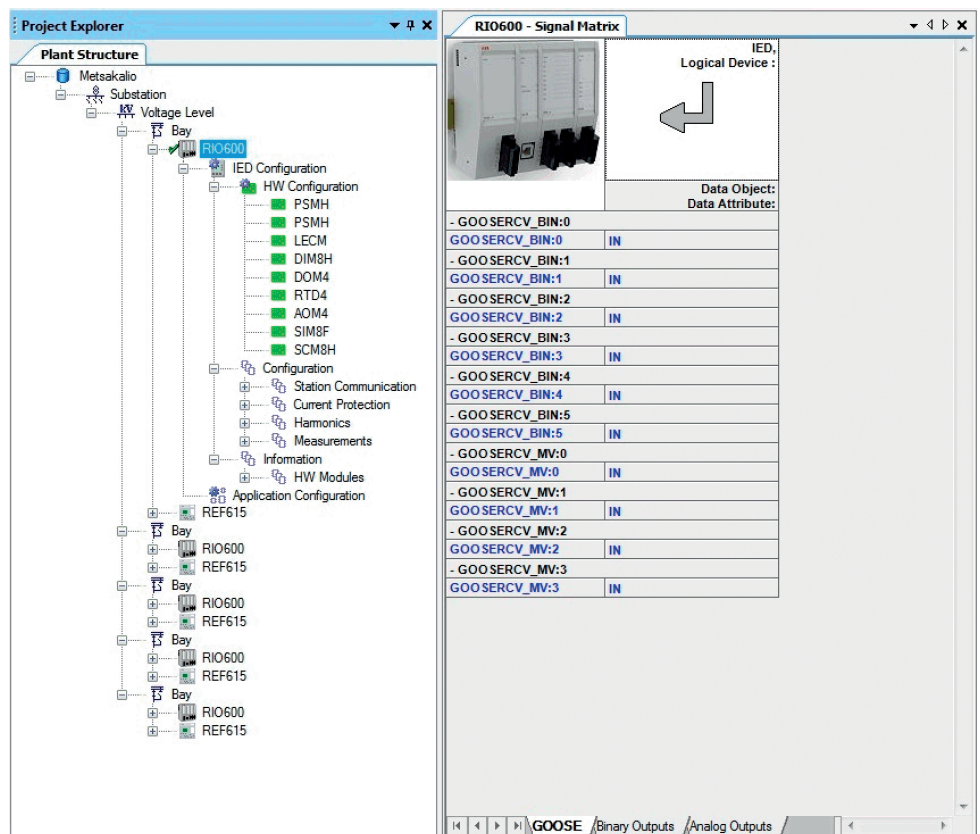 Project Explorer
Plant Structure
Metsakalio
Substation
Voltage Level
Bay
RIO600
IED Configuration
HW Configuration
PSMH
PSMH
LECM
DIM8H
DOM4
RTD4
AOM4
SIM8F
SCM8H
Configuration
Station Communication
Current Protection
Harmonics
Measurements
Information
HW Modules
Application Configuration
REF615
Bay
RIO600
REF615
Bay
RIO600
REF615
Bay
RIO600
REF615
Bay
RIO600
REF615
RIO600 - Signal Matrix
ABB
IED,
Logical Device :
Data Object:
Data Attribute:
- GOOSERCV_BIN:0
GOOSERCV_BIN:0 IN
- GOOSERCV_BIN:1
GOOSERCV_BIN:1 IN
- GOOSERCV_BIN:2
GOOSERCV_BIN:2 IN
- GOOSERCV_BIN:3
GOOSERCV_BIN:3 IN
- GOOSERCV_BIN:4
GOOSERCV_BIN:4 IN
- GOOSERCV_BIN:5
GOOSERCV_BIN:5 IN
- GOOSERCV_MV:0
GOOSERCV_MV:0 IN
- GOOSERCV_MV:1
GOOSERCV_MV:1 IN
- GOOSERCV_MV:2
GOOSERCV_MV:2 IN
- GOOSERCV_MV:3
GOOSERCV_MV:3 IN
GOOSE Binary Outputs Analog Outputs